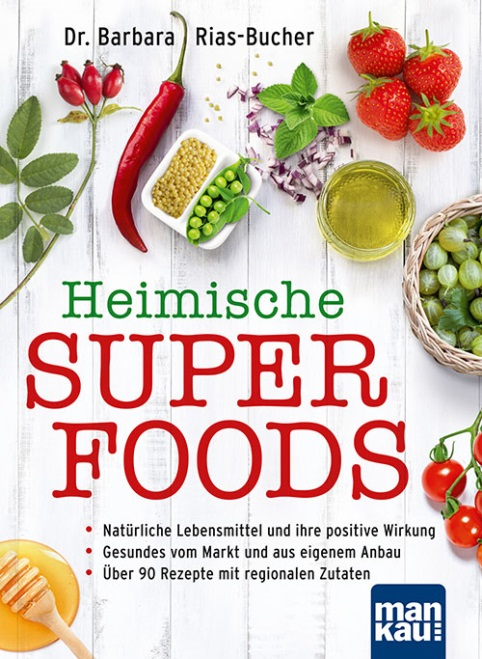 Dr. Barbara Rias-Bucher
Heimische
SUPER
FOODS
• Natürliche Lebensmittel und ihre positive Wirkung
• Gesundes vom Markt und aus eigenem Anbau
• Über 90 Rezepte mit regionalen Zutaten
man
kau